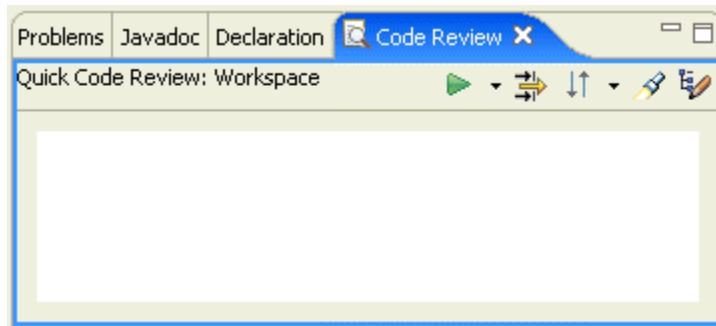 Problems Javadoc Declaration Code Review
Quick Code Review: Workspace